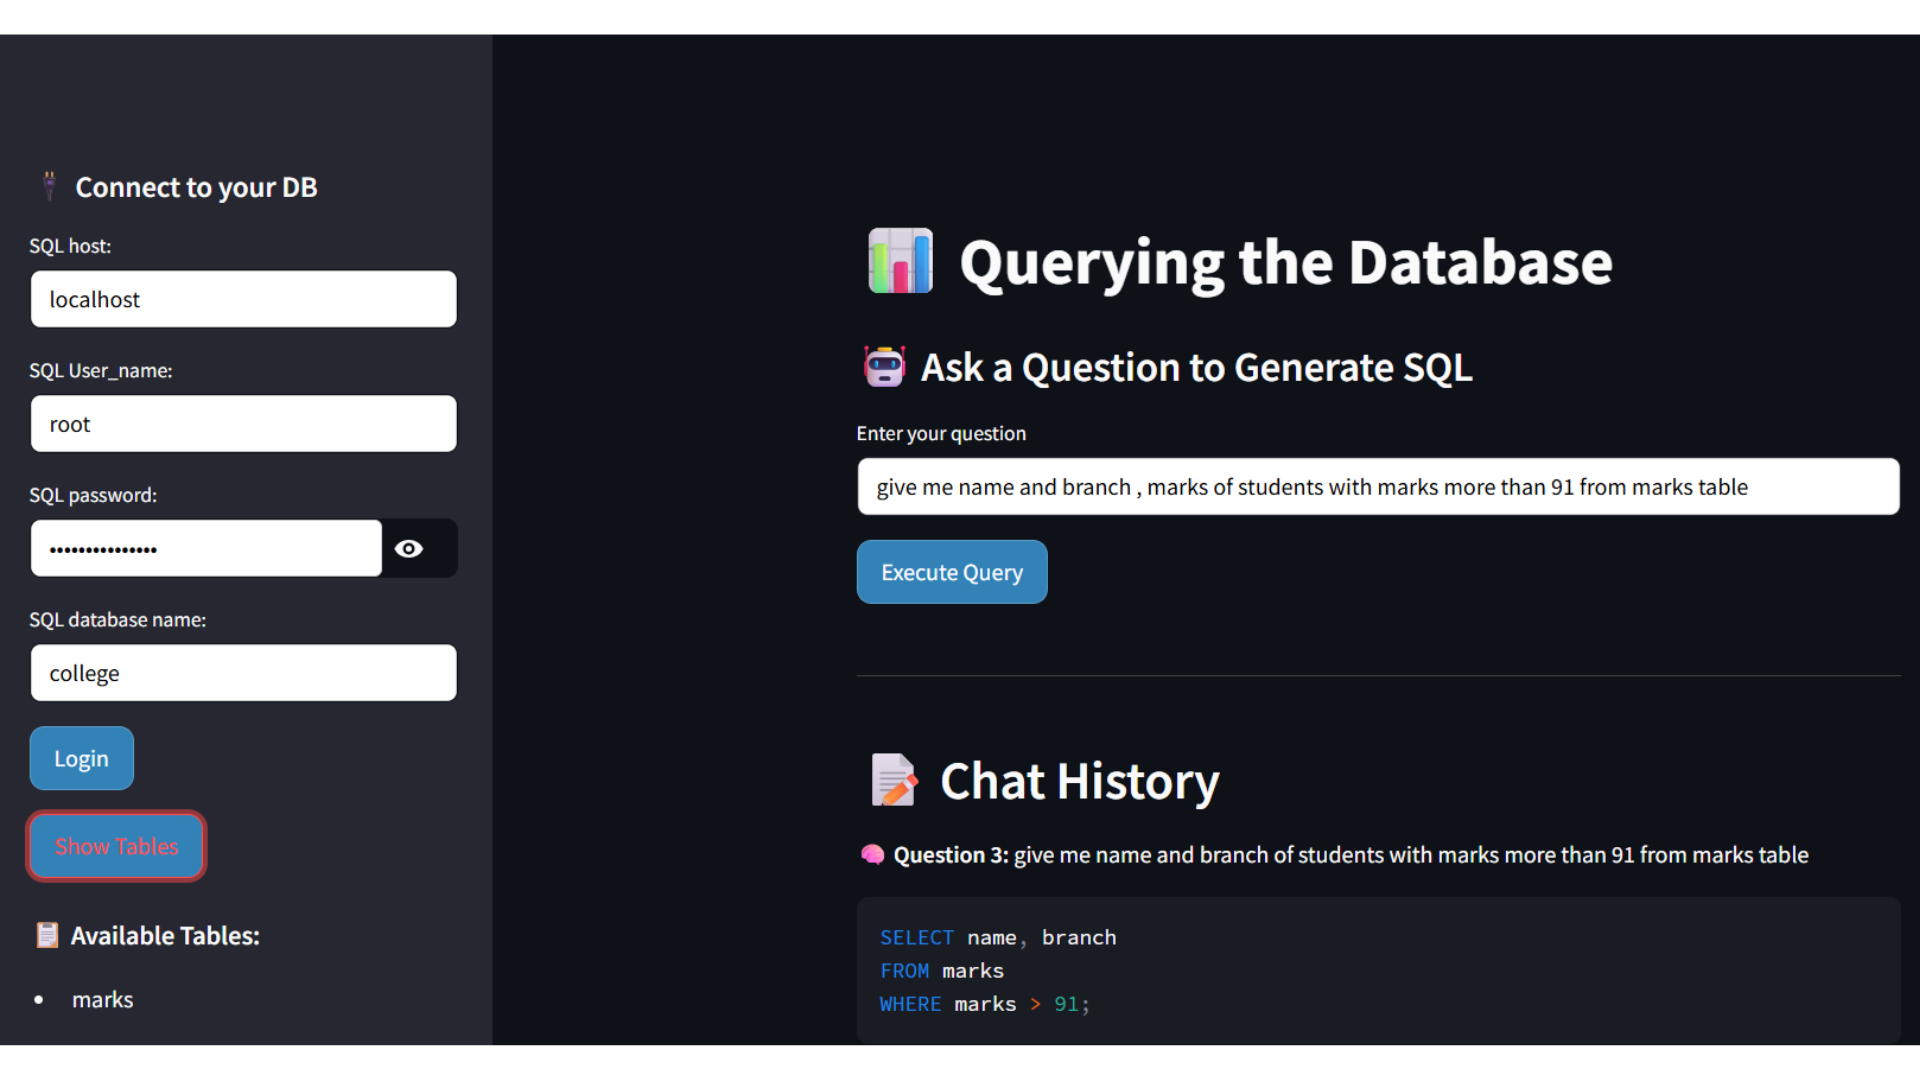 Connect to your DB
SQL host:
localhost
SQL User_name:
root
SQL password:
•••••••••••••••
SQL database name:
college
Login
Show Tables
Available Tables:
• marks
Querying the Database
Ask a Question to Generate SQL
Enter your question
give me name and branch , marks of students with marks more than 91 from marks table
Execute Query
Chat History
Question 3: give me name and branch of students with marks more than 91 from marks table
SELECT name, branch
FROM marks
WHERE marks > 91;